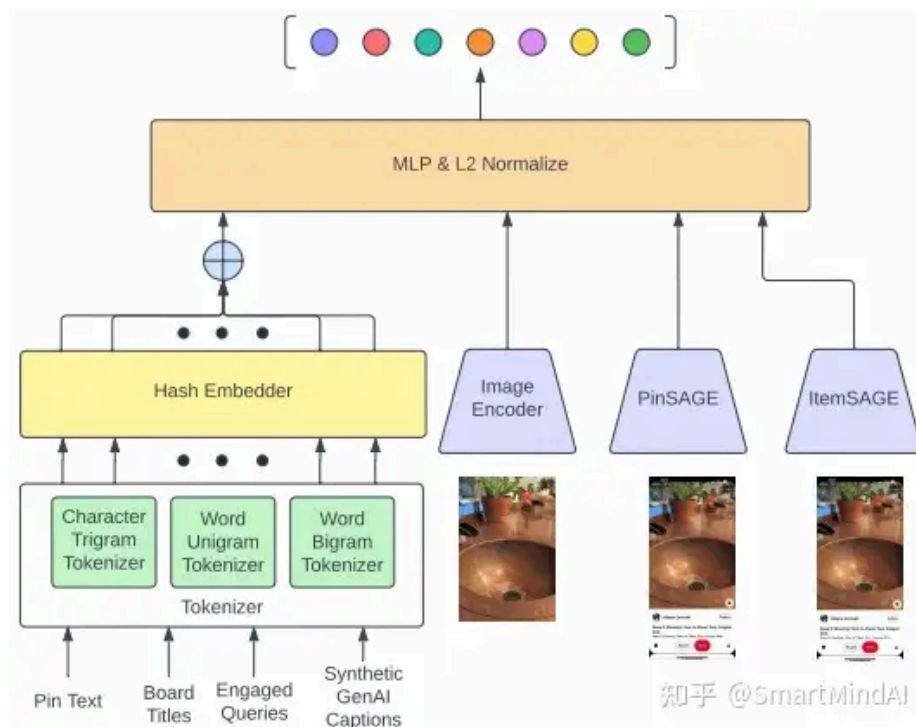 MLP & L2 Normalize
Hash Embedder
Image
Encoder
PinSAGE
ItemSAGE
Character
Trigram
Tokenizer
Word
Unigram
Tokenizer
Word
Bigram
Tokenizer
Tokenizer
Pin Text
Board
Titles
Engaged
Queries
Synthetic
GenAI
Captions
知乎 @SmartMindAI